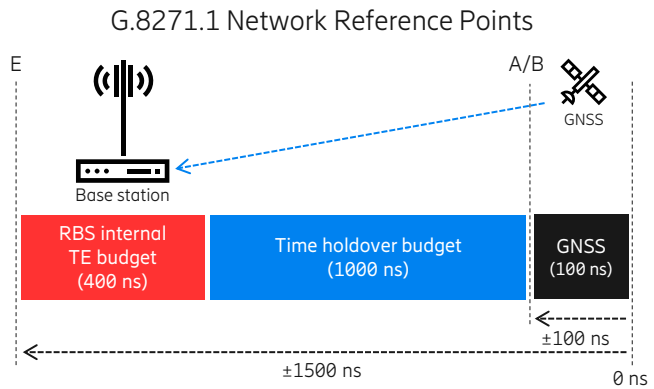 G.8271.1 Network Reference Points
E
A/B
GNSS
Base station
RBS internal
TE budget
(400 ns)
Time holdover budget
(1000 ns)
GNSS
(100 ns)
±100 ns
±1500 ns
0 ns